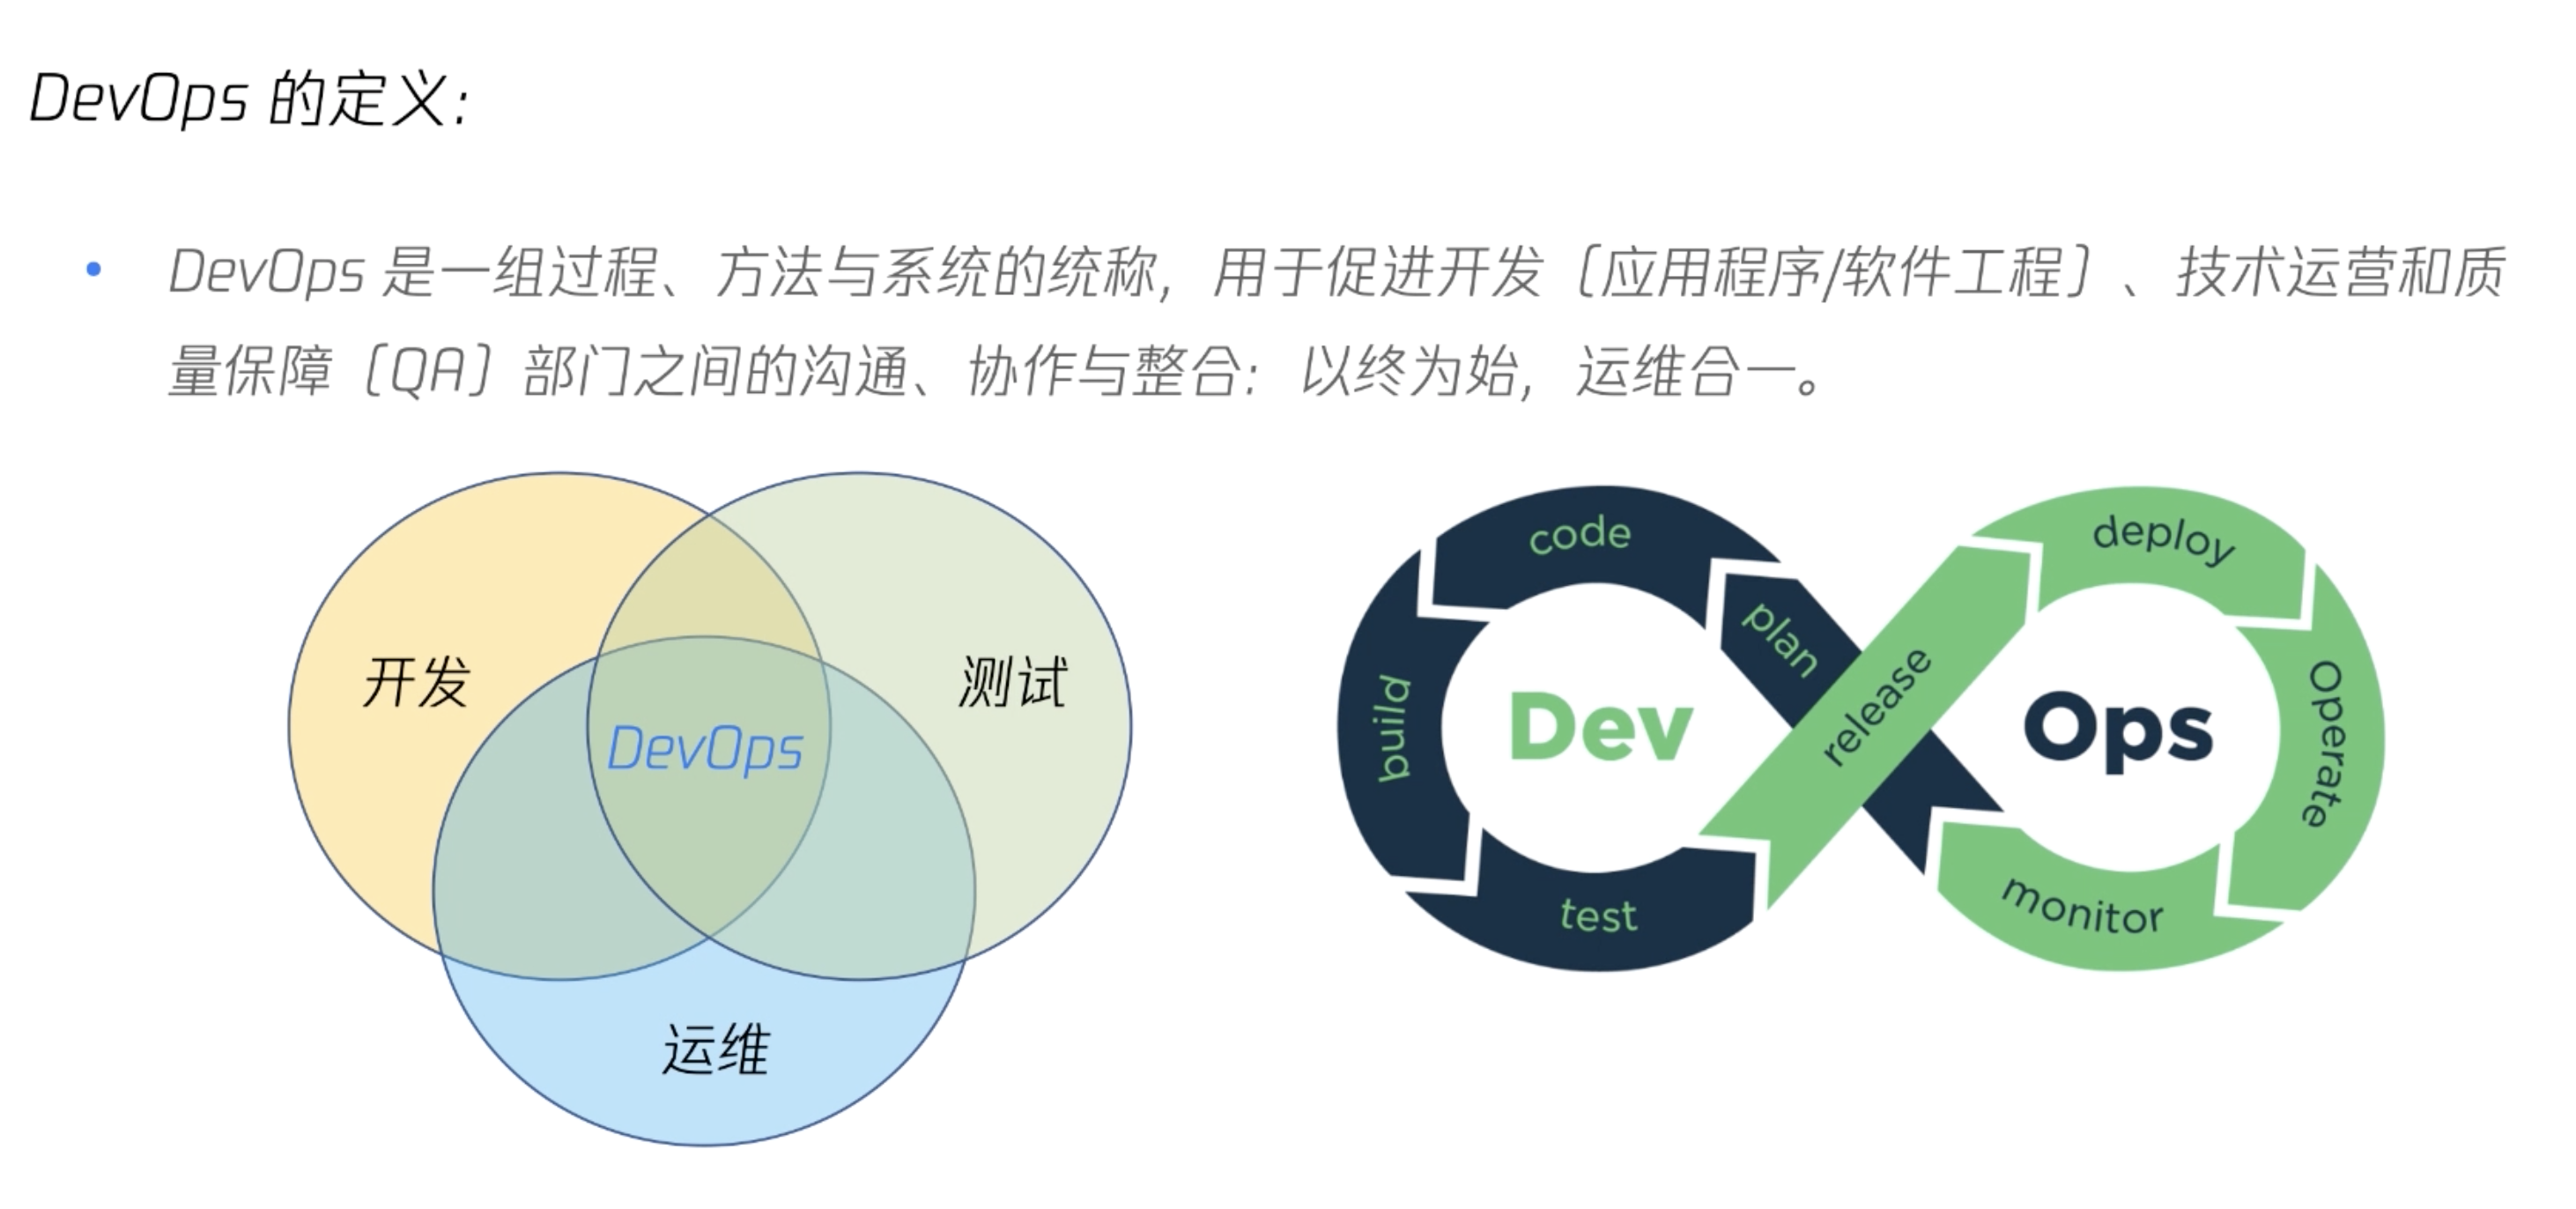 DevOps 的定义:
• DevOps 是一组过程、方法与系统的统称，用于促进开发（应用程序/软件工程）、技术运营和质
量保障（QA）部门之间的沟通、协作与整合：以终为始，运维合一。
开发
测试
DevOps
运维
code
plan
build
Dev
test
release
deploy
Ops
Operate
monitor